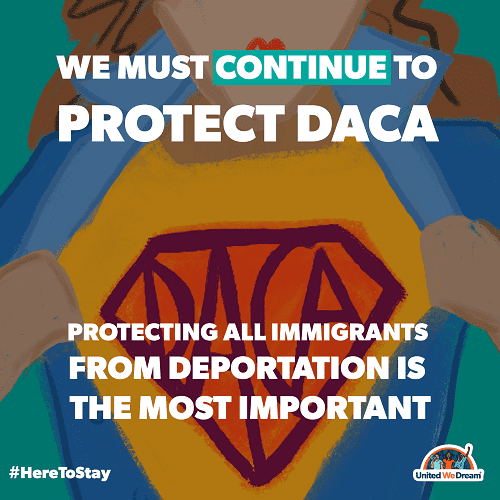 WE MUST CONTINUE TO
PROTECT DACA
DACA
PROTECTING ALL IMMIGRANTS
FROM DEPORTATION IS
THE MOST IMPORTANT
#HereToStay
United We Dream